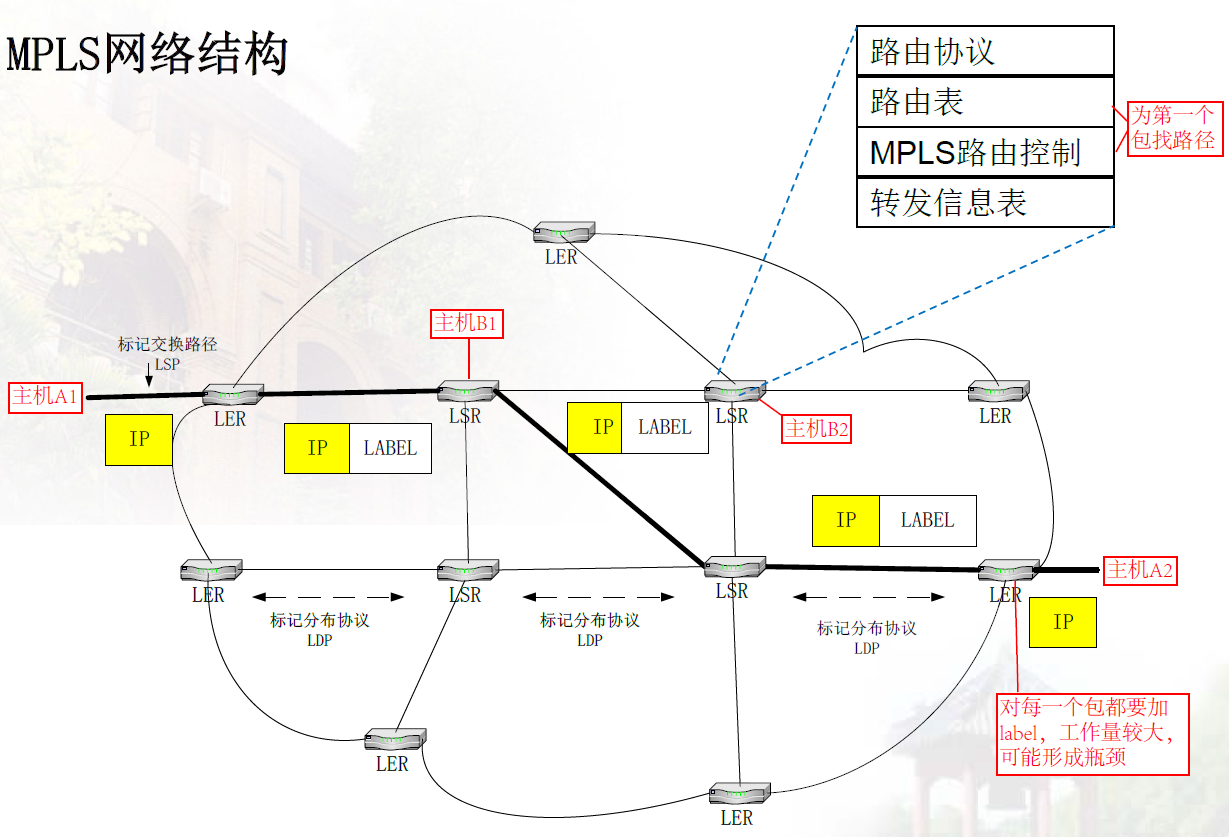 MPLS网络结构
路由协议
路由表
MPLS路由控制
转发信息表
为第一个
包找路径
LER
主机B1
标记交换路径
LSP
主机A1
LER
LSR
LSR
LER
主机B2
IP
IP
LABEL
IP
LABEL
IP
LABEL
主机A2
LER
LSR
LSR
LER
标记分布协议
LDP
标记分布协议
LDP
标记分布协议
LDP
IP
对每一个包都要加
label，工作量较大，
可能形成瓶颈
LER
LER